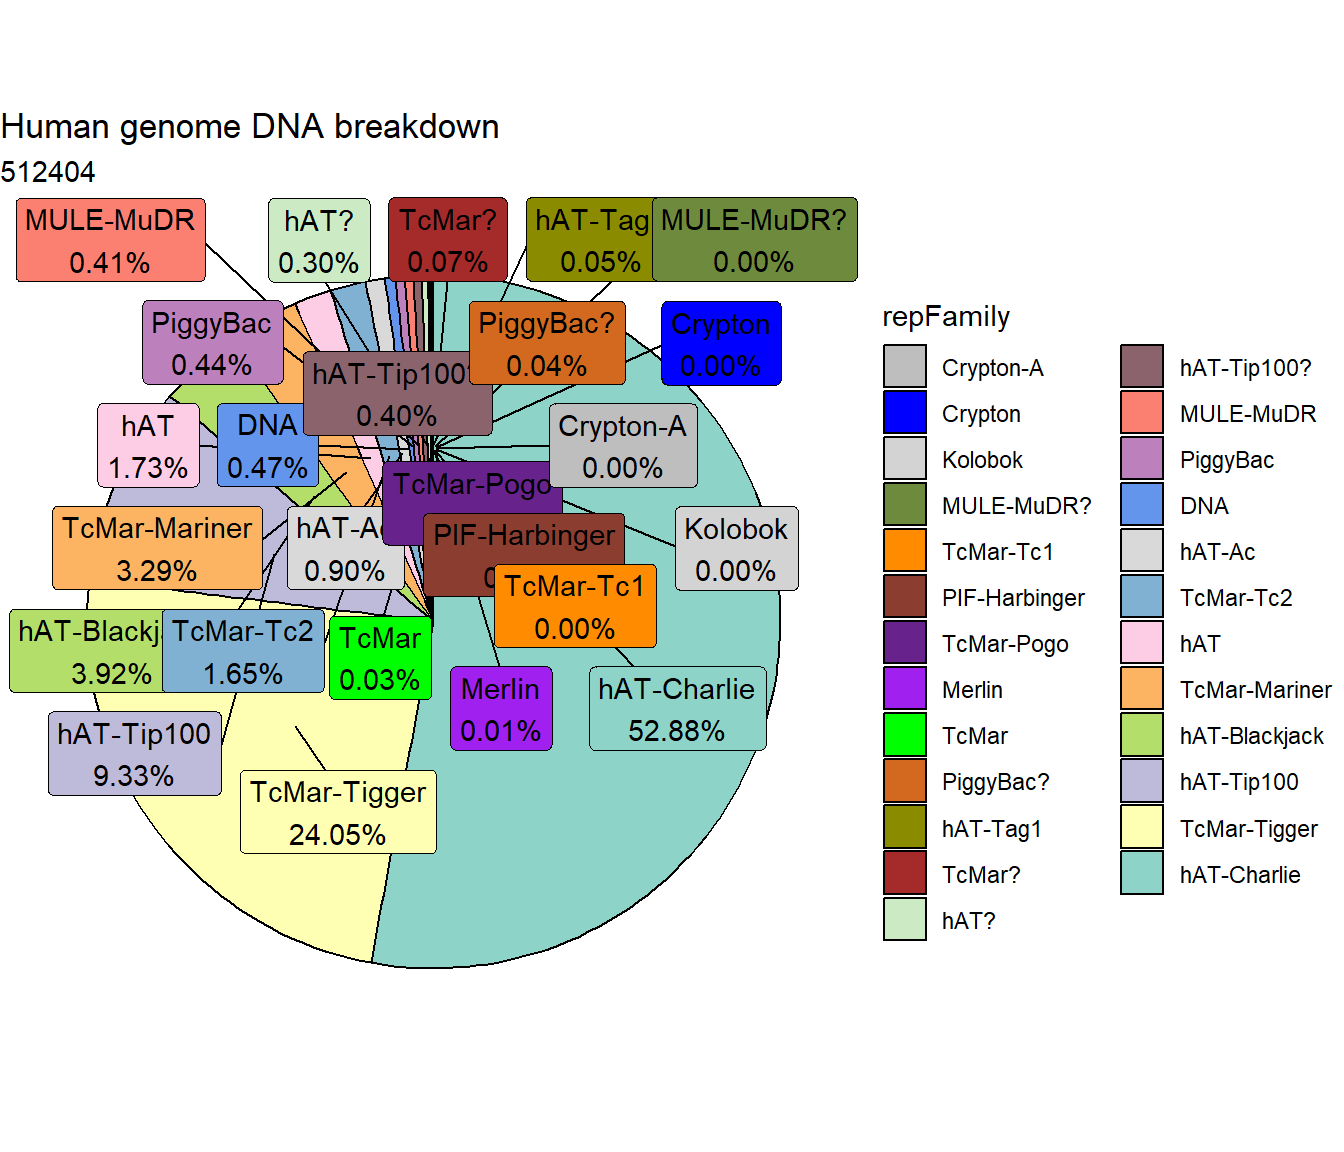 Human genome DNA breakdown
512404
MULE-MuDR
0.41%
hAT?
0.30%
TcMar?
0.07%
hAT-Tag
0.05%
MULE-MuDR?
0.00%
PiggyBac
0.44%
hAT-Tip100?
0.40%
PiggyBac?
0.04%
Crypton
0.00%
hAT
1.73%
DNA
0.47%
Crypton-A
0.00%
TcMar-Pogo
TcMar-Mariner
3.29%
hAT-Ac
0.90%
PIF-Harbinger
Kolobok
0.00%
TcMar-Tc1
0.00%
hAT-Blackj
3.92%
TcMar-Tc2
1.65%
TcMar
0.03%
Merlin
0.01%
hAT-Charlie
52.88%
hAT-Tip100
9.33%
TcMar-Tigger
24.05%
repFamily
Crypton-A
Crypton
Kolobok
MULE-MuDR?
TcMar-Tc1
PIF-Harbinger
TcMar-Pogo
Merlin
TcMar
PiggyBac?
hAT-Tag1
TcMar?
hAT?
hAT-Tip100?
MULE-MuDR
PiggyBac
DNA
hAT-Ac
TcMar-Tc2
hAT
TcMar-Mariner
hAT-Blackjack
hAT-Tip100
TcMar-Tigger
hAT-Charlie